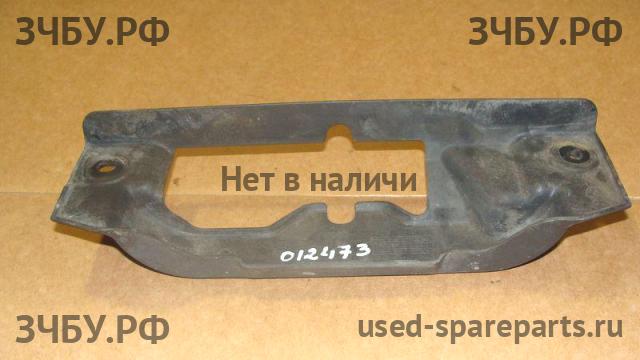 ЗЧБУ.РФ
ЗЧБУ.РФ
Нет в наличи
012473
ЗЧБУ.РФ
used-spareparts.ru